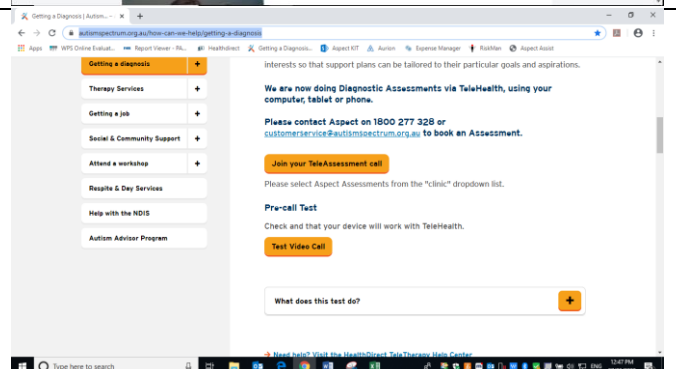 Getting a Diagnosis | Autism... -
autismspectrum.org.au/how-can-we-help/getting-a-diagnosis
Apps WPS Online Evaluat... Report Viewer - PA... Healthdirect Getting a Diagnosis... Aspect KIT Aurion Expense Manager RiskMan Aspect Assist
Getting a diagnosis +
Therapy Services +
Getting a job +
Social & Community Support +
Attend a workshop +
Respite & Day Services
Help with the NDIS
Autism Advisor Program
interests so that support plans can be tailored to their particular goals and aspirations.
We are now doing Diagnostic Assessments via TeleHealth, using your
computer, tablet or phone.
Please contact Aspect on 1800 277 328 or
customerservice@autismspectrum.org.au to book an Assessment.
Join your TeleAssessment call
Please select Aspect Assessments from the "clinic" dropdown list.
Pre-call Test
Check and that your device will work with TeleHealth.
Test Video Call
What does this test do? +
→ Need help? Visit the HealthDirect TeleTherapy Help Center
Type here to search
ENG
12:47 PM